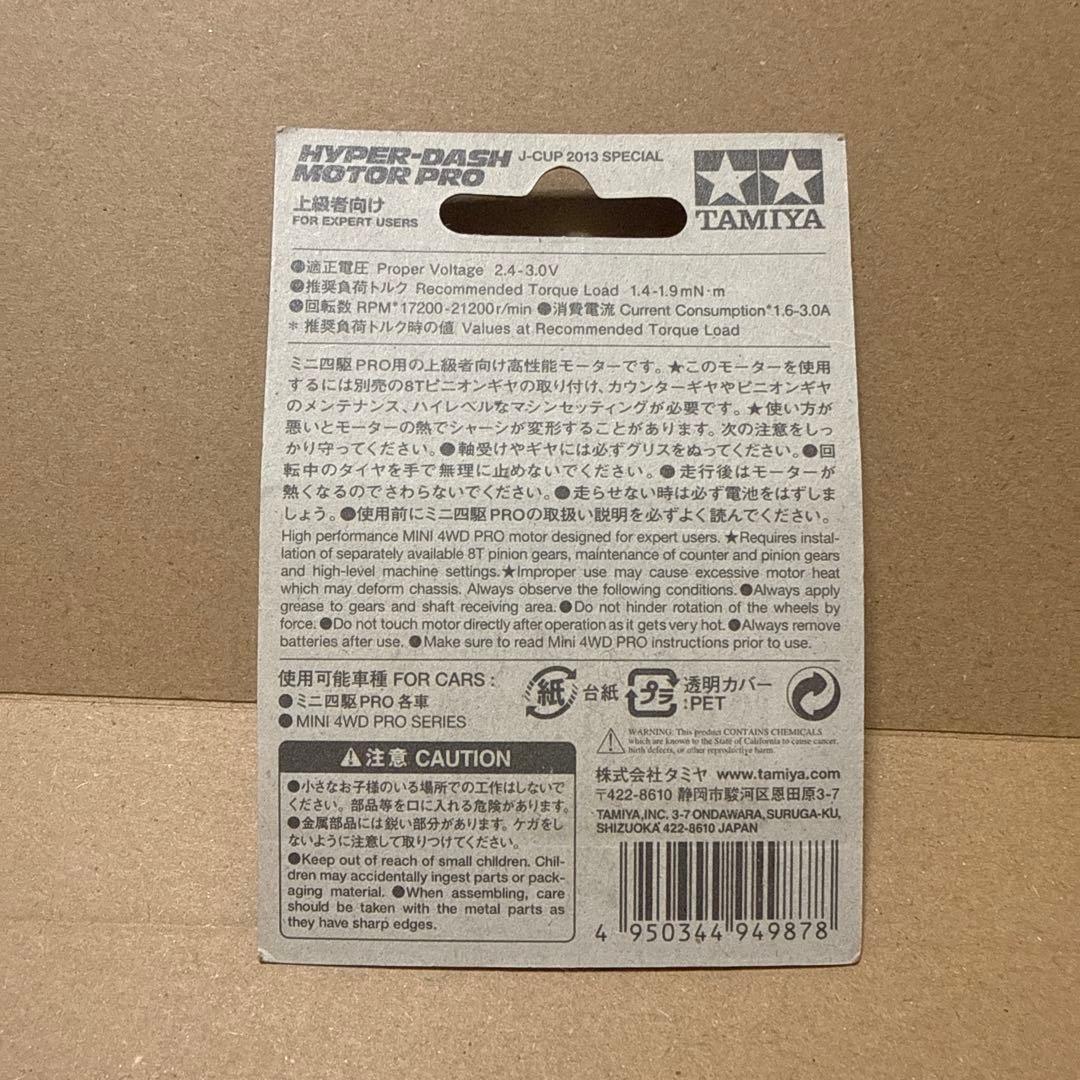 HYPER-DASH J-CUP 2013 SPECIAL
MOTOR PRO
上級者向け
FOR EXPERT USERS
TAMIYA
●適正電圧 Proper Voltage 2.4-3.0V
●推奨負荷トルク Recommended Torque Load 1.4-1.9mN·m
●回転数 RPM*17200-21200r/min ●消費電流 Current Consumption*1.6-3.0A
* 推奨負荷トルク時の値 Values at Recommended Torque Load
ミニ四駆PRO用の上級者向け高性能モーターです。★このモーターを使用
するには別売の8Tピニオンギヤの取り付け、カウンターギヤやピニオンギヤ
のメンテナンス、ハイレベルなマシンセッティングが必要です。★使い方が
悪いとモーターの熱でシャーシが変形することがあります。次の注意をしっ
かり守ってください。●軸受けやギヤには必ずグリスをぬってください。●回
転中のタイヤを手で無理に止めないでください。●走行後はモーターが
熱くなるのでさわらないでください。●走らせない時は必ず電池をはずしま
しょう。●使用前にミニ四駆PROの取扱い説明を必ずよく読んでください。
High performance MINI 4WD PRO motor designed for expert users. ★Requires instal-
lation of separately available 8T pinion gears, maintenance of counter and pinion gears
and high-level machine settings.★Improper use may cause excessive motor heat
which may deform chassis. Always observe the following conditions. ●Always apply
grease to gears and shaft receiving area. ●Do not hinder rotation of the wheels by
force. ●Do not touch motor directly after operation as it gets very hot. ●Always remove
batteries after use. ●Make sure to read Mini 4WD PRO instructions prior to use.
使用可能車種 FOR CARS :
●ミニ四駆PRO各車
●MINI 4WD PRO SERIES
紙 台紙
プラ 透明カバー
:PET
WARNING: This product CONTAINS CHEMICALS
which are known to the State of California to cause cancer,
birth defects, or other reproductive harm.
注意 CAUTION
●小さなお子様のいる場所での工作はしないで
ください。部品等を口に入れる危険があります。
●金属部品には鋭い部分があります。ケガをし
ないように注意して取りつけてください。
●Keep out of reach of small children. Chil-
dren may accidentally ingest parts or pack-
aging material. ●When assembling, care
should be taken with the metal parts as
they have sharp edges.
株式会社タミヤ www.tamiya.com
〒422-8610 静岡市駿河区恩田原3-7
TAMIYA,INC. 3-7 ONDAWARA,SURUGA-KU,
SHIZUOKA 422-8610 JAPAN
4 950344 949878